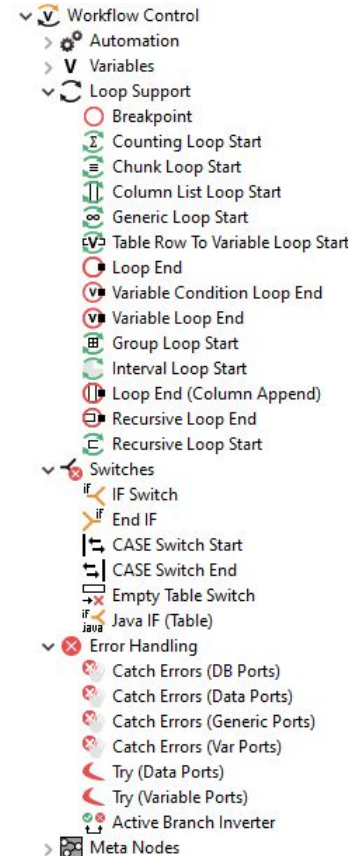 Workflow Control
Automation
V Variables
Loop Support
Breakpoint
Σ Counting Loop Start
Chunk Loop Start
Column List Loop Start
∞ Generic Loop Start
V Table Row To Variable Loop Start
Loop End
V Variable Condition Loop End
V Variable Loop End
Group Loop Start
Interval Loop Start
Loop End (Column Append)
Recursive Loop End
Recursive Loop Start
Switches
IF IF Switch
IF End IF
CASE Switch Start
CASE Switch End
Empty Table Switch
IF java Java IF (Table)
Error Handling
Catch Errors (DB Ports)
Catch Errors (Data Ports)
Catch Errors (Generic Ports)
Catch Errors (Var Ports)
Try (Data Ports)
Try (Variable Ports)
Active Branch Inverter
Meta Nodes